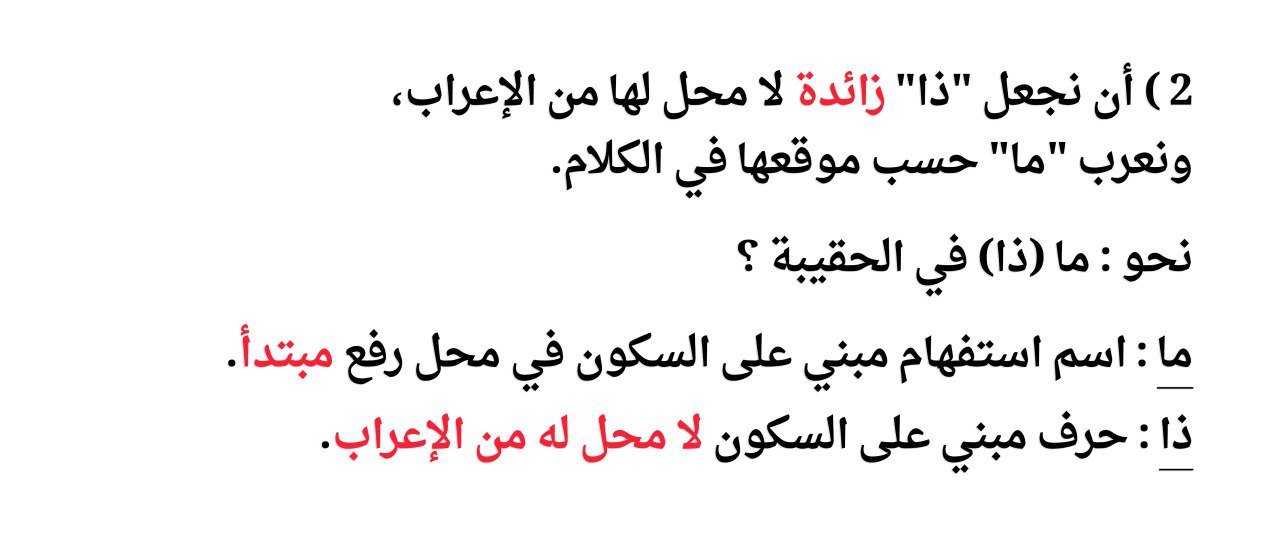 2 ) أن نجعل "ذا" زائدة لا محل لها من الإعراب،
ونعرب "ما" حسب موقعها في الكلام.
نحو : ما (ذا) في الحقيبة ؟
ما : اسم استفهام مبني على السكون في محل رفع مبتدأ.
ذا : حرف مبني على السكون لا محل له من الإعراب.